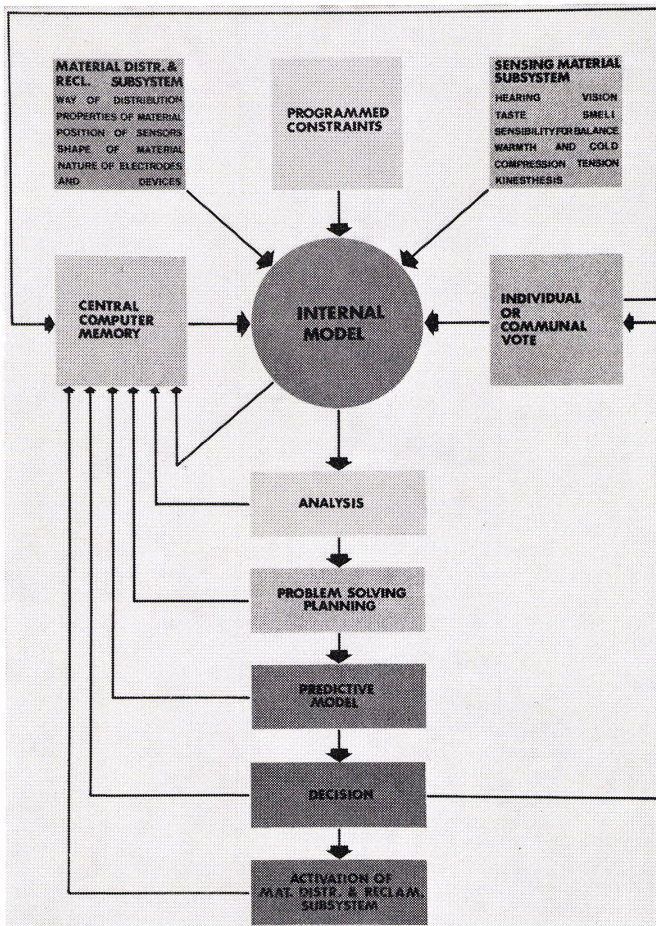 MATERIAL DISTR. &
RECL. SUBSYSTEM
WAY OF DISTRIBUTION
PROPERTIES OF MATERIAL
POSITION OF SENSORS
SHAPE OF MATERIAL
NATURE OF ELECTRODES
AND DEVICES
PROGRAMMED
CONSTRAINTS
SENSING MATERIAL
SUBSYSTEM
HEARING VISION
TASTE SMELL
SENSIBILITY FOR BALANCE
WARMTH AND COLD
COMPRESSION TENSION
KINESTHESIS
CENTRAL
COMPUTER
MEMORY
INTERNAL
MODEL
INDIVIDUAL
OR
COMMUNAL
VOTE
ANALYSIS
PROBLEM SOLVING
PLANNING
PREDICTIVE
MODEL
DECISION
ACTIVATION OF
MAT. DISTR. & RECLAM.
SUBSYSTEM